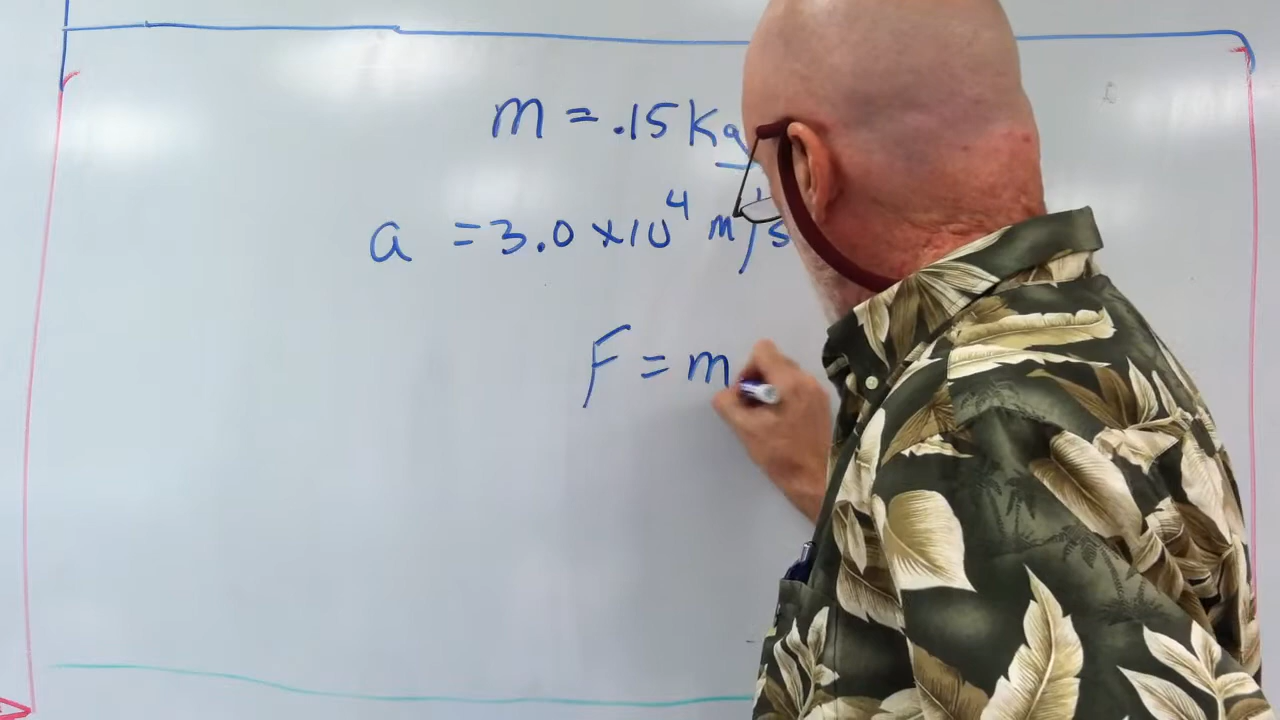 m = .15 Kg
a = 3.0 x 10⁴ m/s
F = m